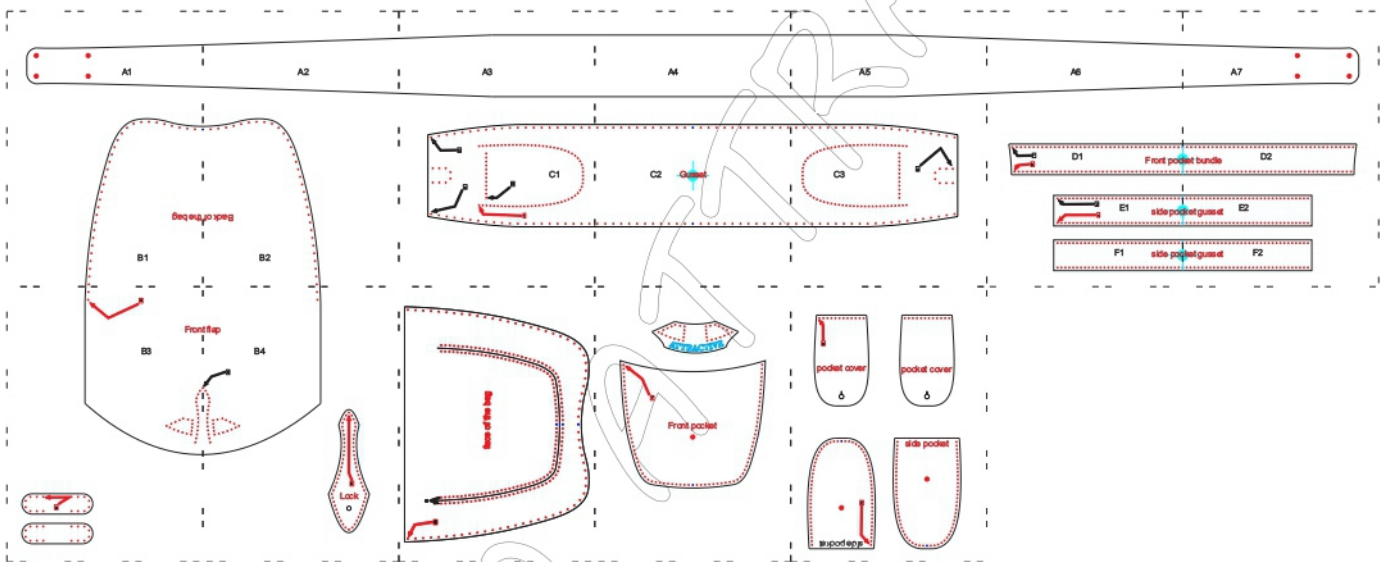 A1 A2 A3 A4 A5 A6 A7
C1 C2 Gusset C3
D1 Front pocket bundle D2
E1 side pocket gusset E2
F1 side pocket gusset F2
Back of the bag
B1 B2
Front flap
B3 B4
Lock
face of the bag
ATTRACTIVE
Front pocket
pocket cover pocket cover
side pocket
side pocket